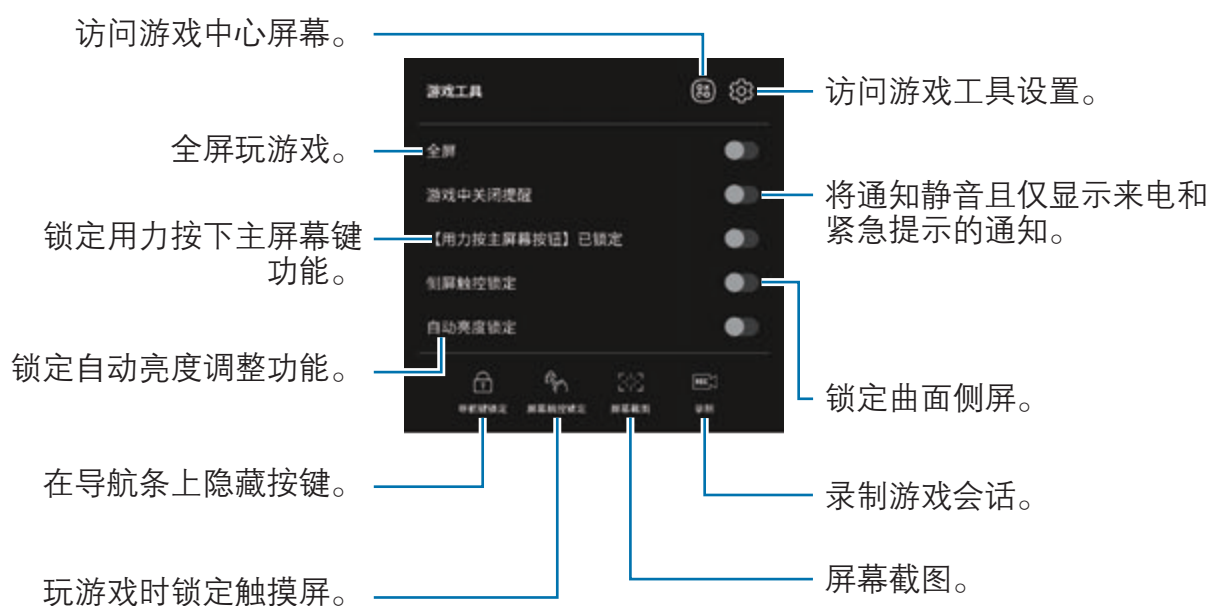 访问游戏中心屏幕。
游戏工具
访问游戏工具设置。
全屏玩游戏。
全屏
游戏中关闭提醒
将通知静音且仅显示来电和
紧急提示的通知。
锁定用力按下主屏幕键
功能。
【用力按主屏幕按钮】已锁定
侧屏触控锁定
自动亮度锁定
锁定自动亮度调整功能。
REC
导航键锁定
屏幕触控锁定
屏幕截图
录制
锁定曲面侧屏。
在导航条上隐藏按键。
录制游戏会话。
玩游戏时锁定触摸屏。
屏幕截图。